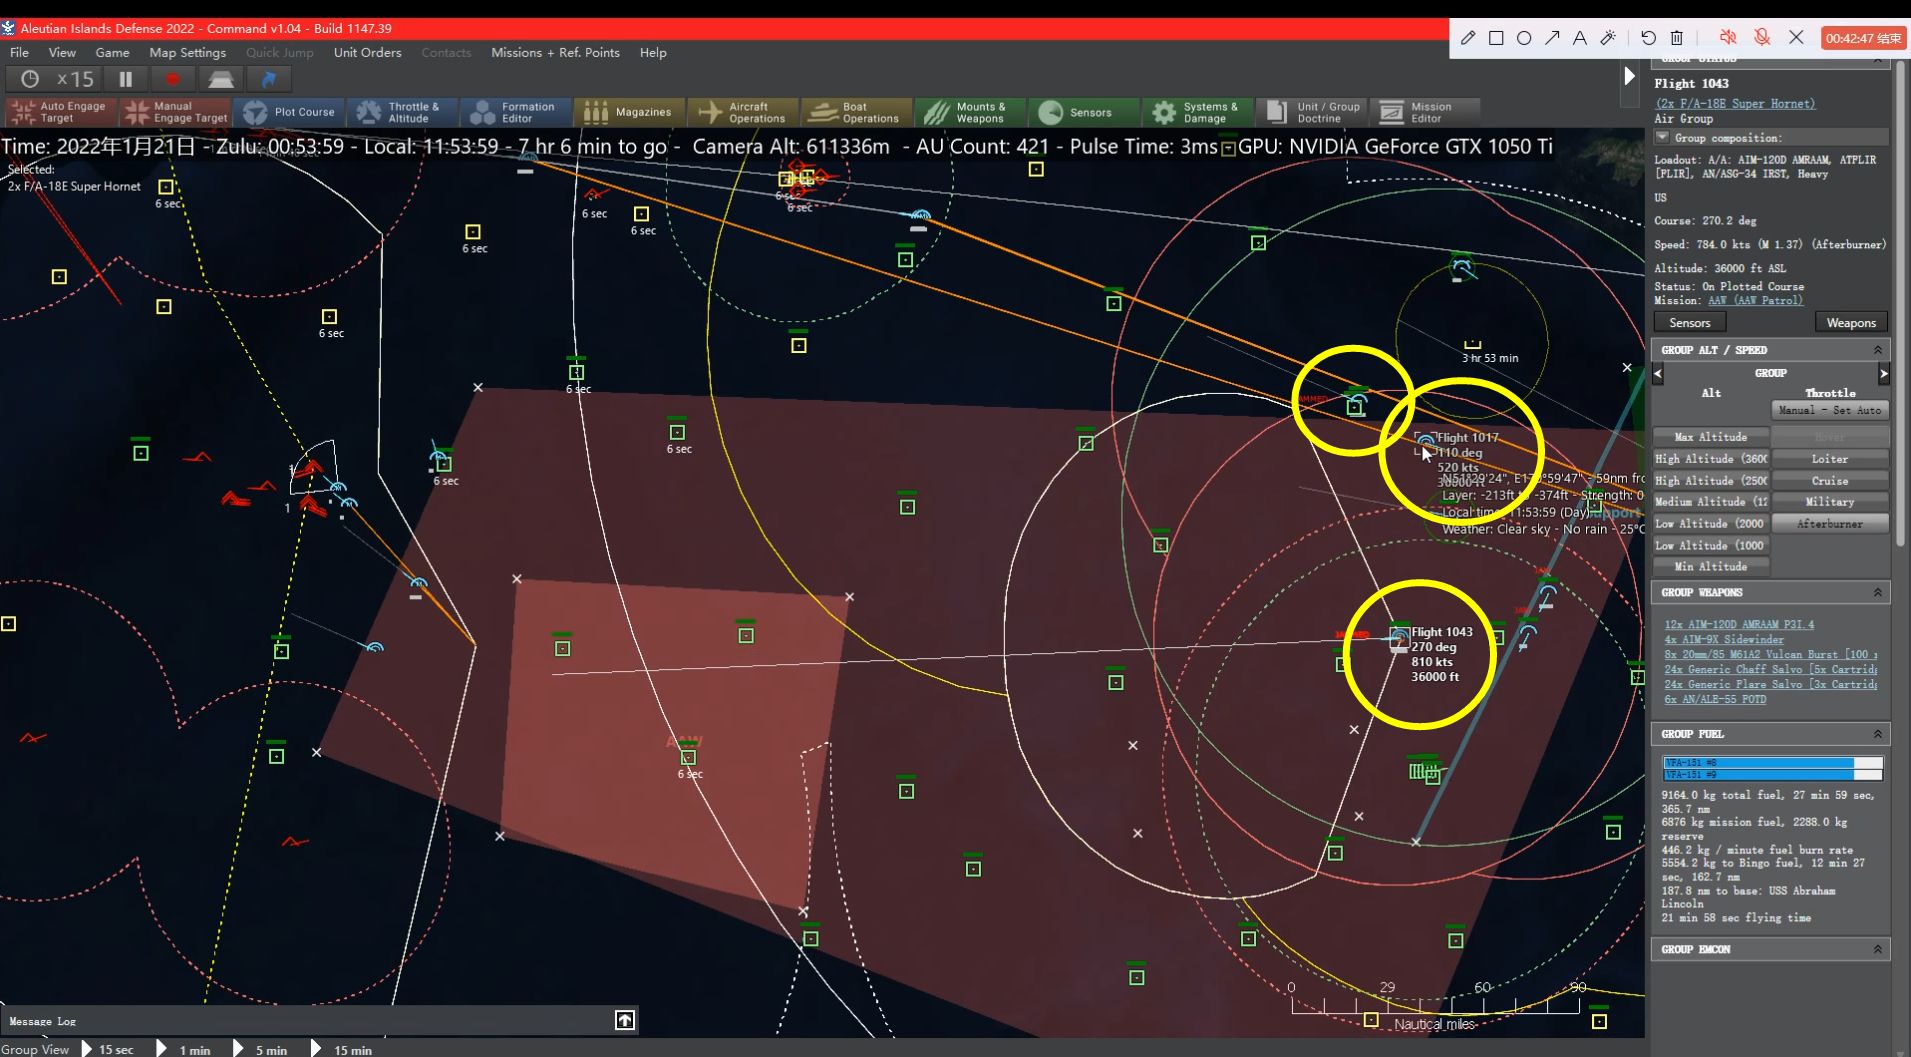 Aleutian Islands Defense 2022 - Command v1.04 - Build 1147.39
File View Game Map Settings Quick Jump Unit Orders Contacts Missions + Ref. Points Help
00:42:47 结束
x15
Auto Engage Target
Manual Engage Target
Plot Course
Throttle & Altitude
Formation Editor
Magazines
Aircraft Operations
Boat Operations
Mounts & Weapons
Sensors
Systems & Damage
Unit / Group Doctrine
Mission Editor
Time: 2022年1月21日 - Zulu: 00:53:59 - Local: 11:53:59 - 7 hr 6 min to go - Camera Alt: 611336m - AU Count: 421 - Pulse Time: 3ms GPU: NVIDIA GeForce GTX 1050 Ti
Selected:
2x F/A-18E Super Hornet
6 sec
6 sec
6 sec
6 sec
6 sec
6 sec
6 sec
6 sec
6 sec
6 sec
6 sec
3 hr 53 min
1
1
AAW
Flight 1017
110 deg
520 kts
Layer: -213ft to -374ft - Strength: 0
Local time: 11:53:59 (Day)
Weather: Clear sky - No rain - 25°C
Flight 1043
270 deg
810 kts
36000 ft
0 29 60 90
Nautical miles
Message Log
Group View 15 sec 1 min 5 min 15 min
GROUP STATUS
Flight 1043
(2x F/A-18E Super Hornet)
Air Group
Group composition:
Loadout: A/A: AIM-120D AMRAAM, ATFLIR
[FLIR], AN/ASG-34 IRST, Heavy
US
Course: 270.2 deg
Speed: 784.0 kts (M 1.37) (Afterburner)
Altitude: 36000 ft ASL
Status: On Plotted Course
Mission: AAW (AAW Patrol)
Sensors Weapons
GROUP ALT / SPEED
< GROUP >
Alt Throttle
Manual - Set Auto
Max Altitude Hover
High Altitude (3600 Loiter
High Altitude (2500 Cruise
Medium Altitude (12 Military
Low Altitude (2000 Afterburner
Low Altitude (1000
Min Altitude
GROUP WEAPONS
12x AIM-120D AMRAAM P3I.4
4x AIM-9X Sidewinder
8x 20mm/85 M61A2 Vulcan Burst [100
24x Generic Chaff Salvo [5x Cartridg
24x Generic Flare Salvo [3x Cartridg
6x AN/ALE-55 FOTD
GROUP FUEL
VFA-151 #8
VFA-151 #9
9164.0 kg total fuel, 27 min 59 sec,
365.7 nm
6876 kg mission fuel, 2288.0 kg
reserve
446.2 kg / minute fuel burn rate
5554.2 kg to Bingo fuel, 12 min 27
sec, 162.7 nm
187.8 nm to base: USS Abraham
Lincoln
21 min 58 sec flying time
GROUP EMCON